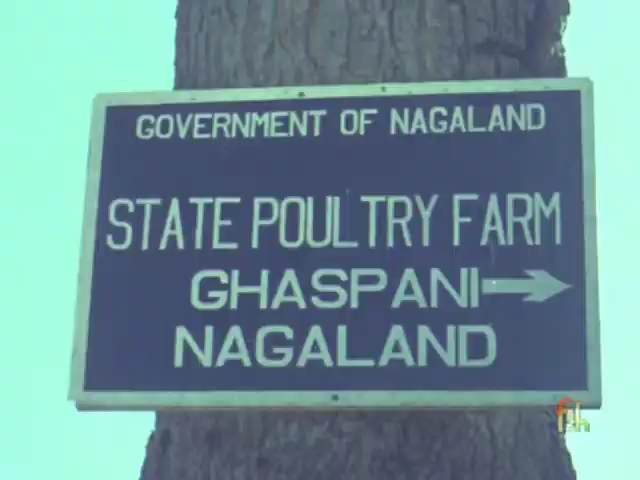 GOVERNMENT OF NAGALAND
STATE POULTRY FARM
GHASPANI
NAGALAND